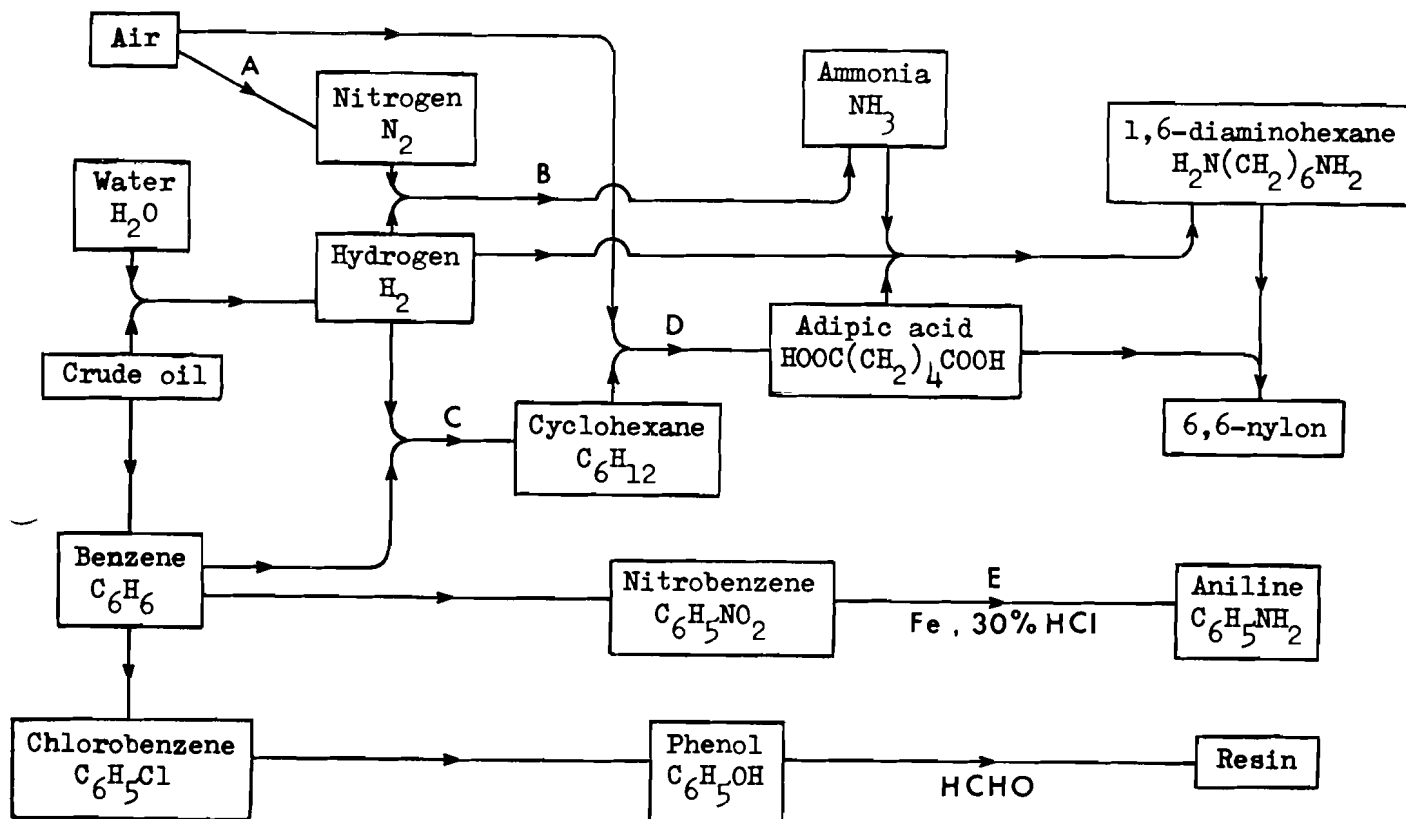 Air
A
Nitrogen
N2
Ammonia
NH3
1,6-diaminohexane
H2N(CH2)6NH2
Water
H2O
B
Hydrogen
H2
D
Adipic acid
HOOC(CH2)4COOH
Crude oil
C
Cyclohexane
C6H12
6,6-nylon
Benzene
C6H6
Nitrobenzene
C6H5NO2
E
Fe , 30% HCl
Aniline
C6H5NH2
Chlorobenzene
C6H5Cl
Phenol
C6H5OH
HCHO
Resin